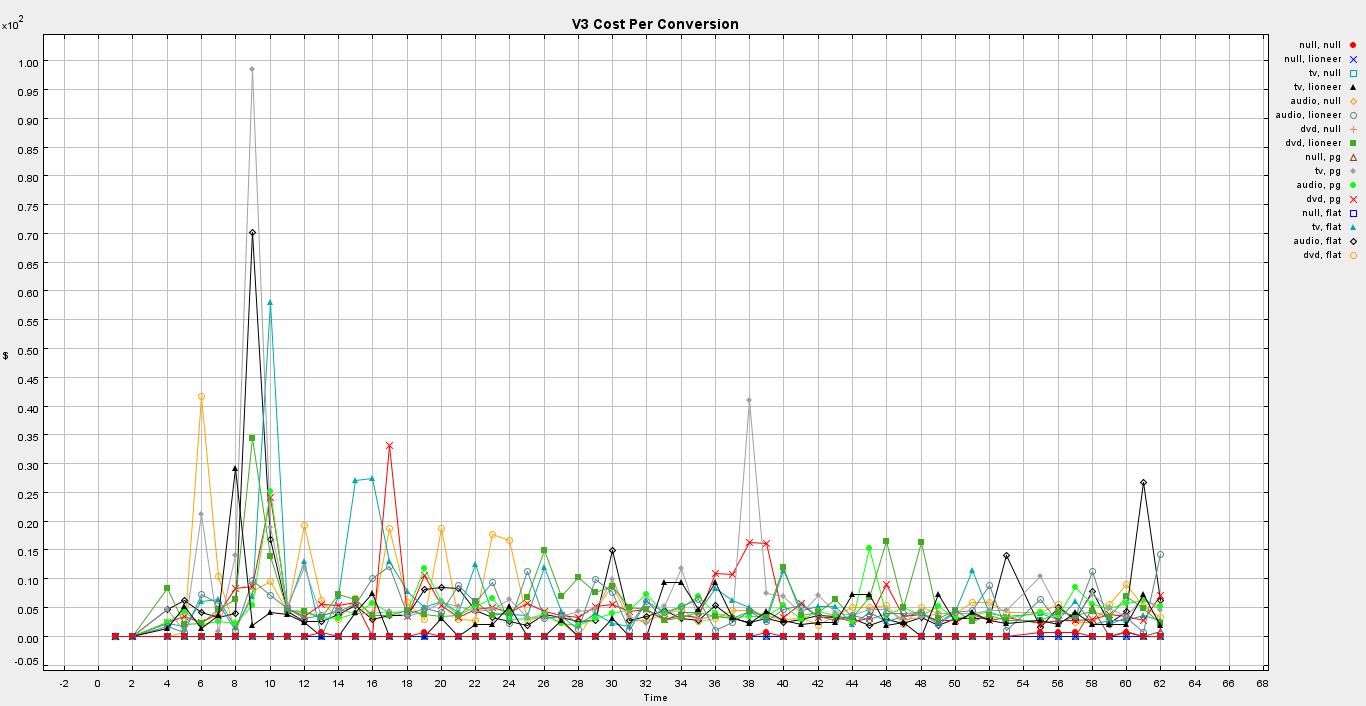 V3 Cost Per Conversion
×10²
1.00
0.95
0.90
0.85
0.80
0.75
0.70
0.65
0.60
0.55
0.50
0.45
0.40
0.35
0.30
0.25
0.20
0.15
0.10
0.05
0.00
-0.05
$
-2 0 2 4 6 8 10 12 14 16 18 20 22 24 26 28 30 32 34 36 38 40 42 44 46 48 50 52 54 56 58 60 62 64 66 68
Time
null, null
null, lioneer
tv, null
tv, lioneer
audio, null
audio, lioneer
dvd, null
dvd, lioneer
null, pg
tv, pg
audio, pg
dvd, pg
null, flat
tv, flat
audio, flat
dvd, flat